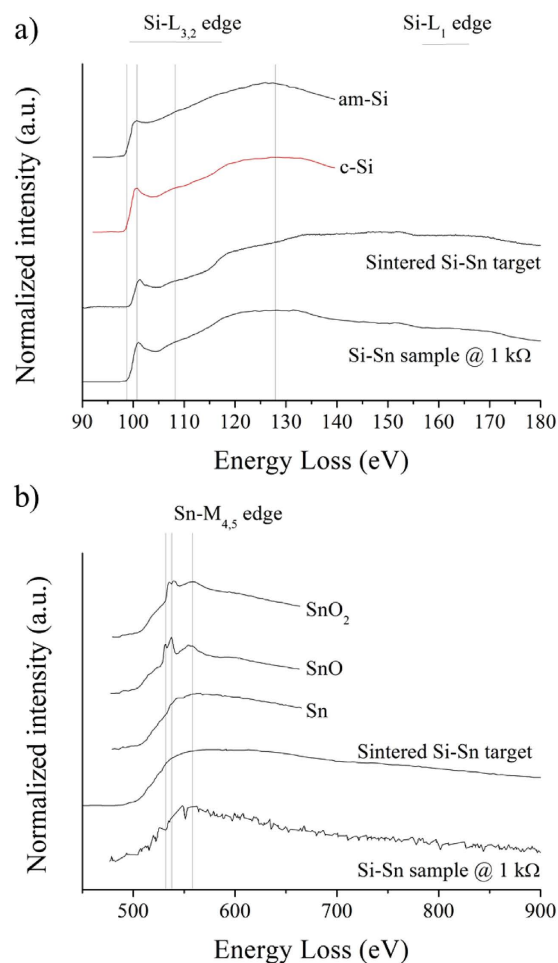 a)
Si-L3,2 edge
Si-L1 edge
am-Si
c-Si
Sintered Si-Sn target
Si-Sn sample @ 1 kΩ
Normalized intensity (a.u.)
90 100 110 120 130 140 150 160 170 180
Energy Loss (eV)
b)
Sn-M4,5 edge
SnO2
SnO
Sn
Sintered Si-Sn target
Si-Sn sample @ 1 kΩ
Normalized intensity (a.u.)
500 600 700 800 900
Energy Loss (eV)